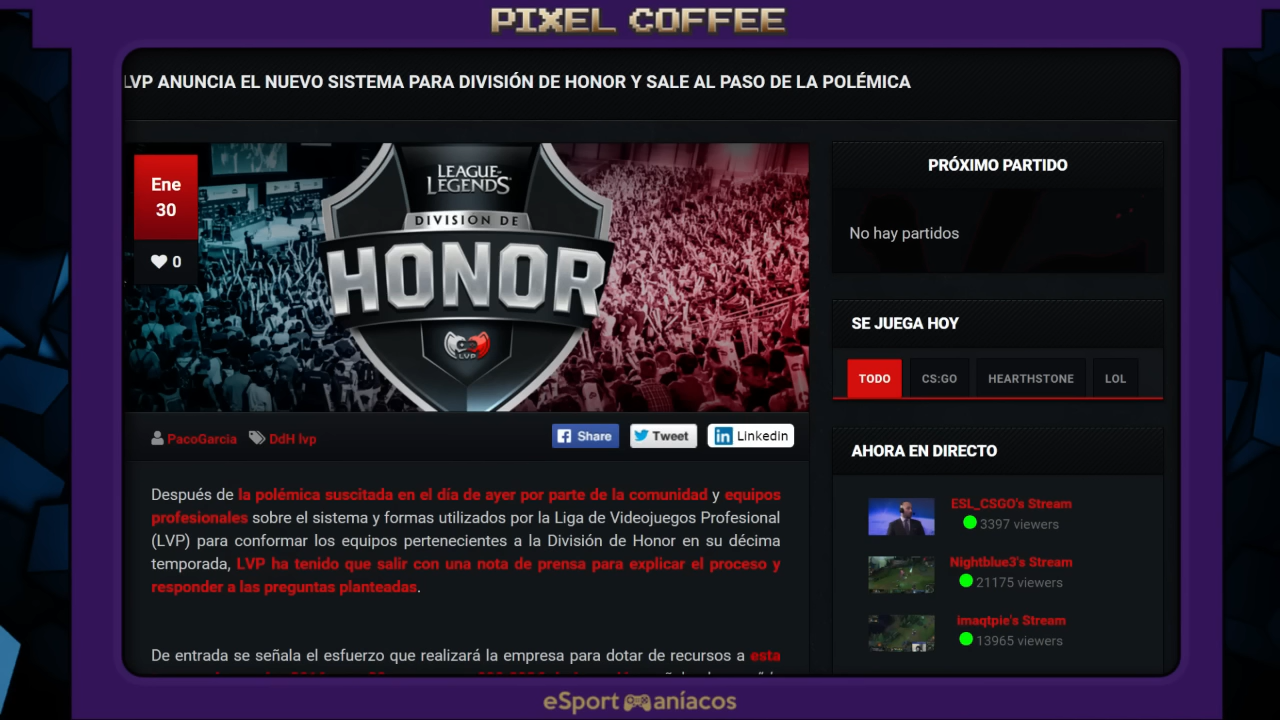 PIXEL COFFEE
LVP ANUNCIA EL NUEVO SISTEMA PARA DIVISIÓN DE HONOR Y SALE AL PASO DE LA POLÉMICA
Ene
30
0
LEAGUE OF
LEGENDS
DIVISIÓN DE
HONOR
LVP
PacoGarcia DdH lvp
Share Tweet LinkedIn
Después de la polémica suscitada en el día de ayer por parte de la comunidad y equipos
profesionales sobre el sistema y formas utilizados por la Liga de Videojuegos Profesional
(LVP) para conformar los equipos pertenecientes a la División de Honor en su décima
temporada, LVP ha tenido que salir con una nota de prensa para explicar el proceso y
responder a las preguntas planteadas.
De entrada se señala el esfuerzo que realizará la empresa para dotar de recursos a esta
PRÓXIMO PARTIDO
No hay partidos
SE JUEGA HOY
TODO CS:GO HEARTHSTONE LOL
AHORA EN DIRECTO
ESL_CSGO's Stream
3397 viewers
Nightblue3's Stream
21175 viewers
imaqtpie's Stream
13965 viewers
eSportmaníacos